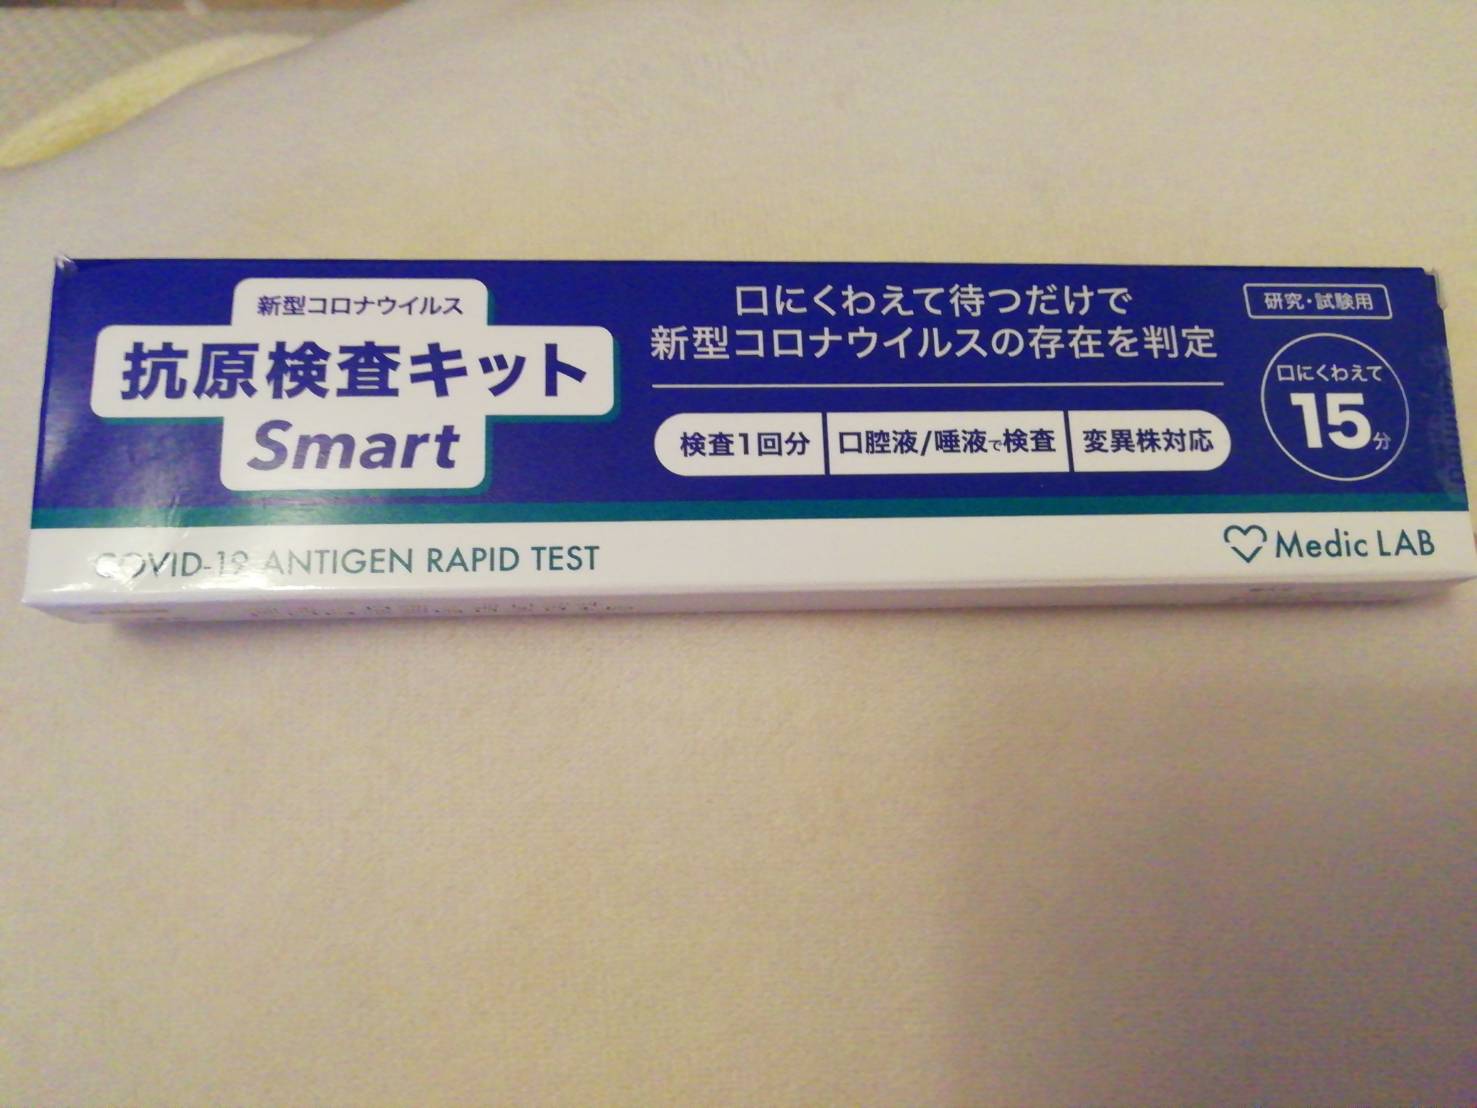 新型コロナウイルス
抗原検査キット
Smart
口にくわえて待つだけで
新型コロナウイルスの存在を判定
検査1回分
口腔液/唾液で検査
変異株対応
研究・試験用
口にくわえて
15分
COVID-19 ANTIGEN RAPID TEST
Medic LAB